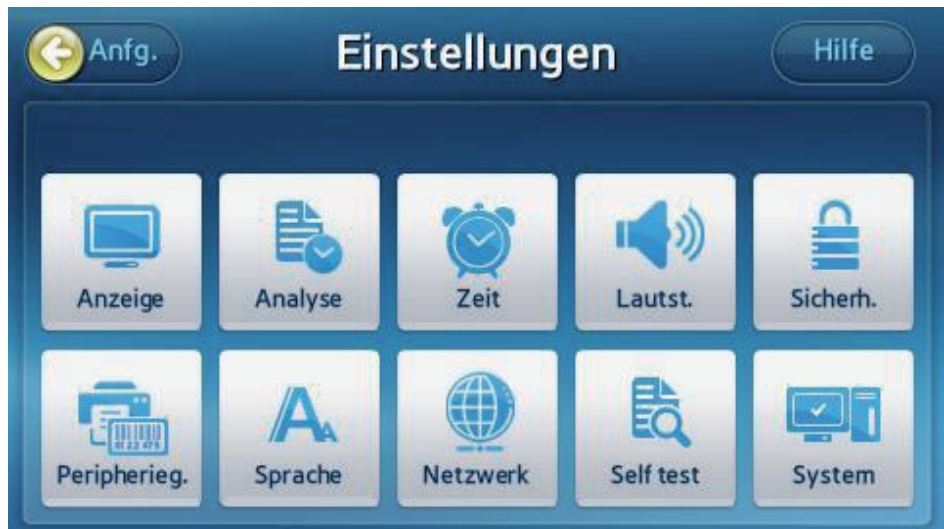 Anfg.
Einstellungen
Hilfe
Anzeige
Analyse
Zeit
Lautst.
Sicherh.
Peripherieg.
Sprache
Netzwerk
Self test
System